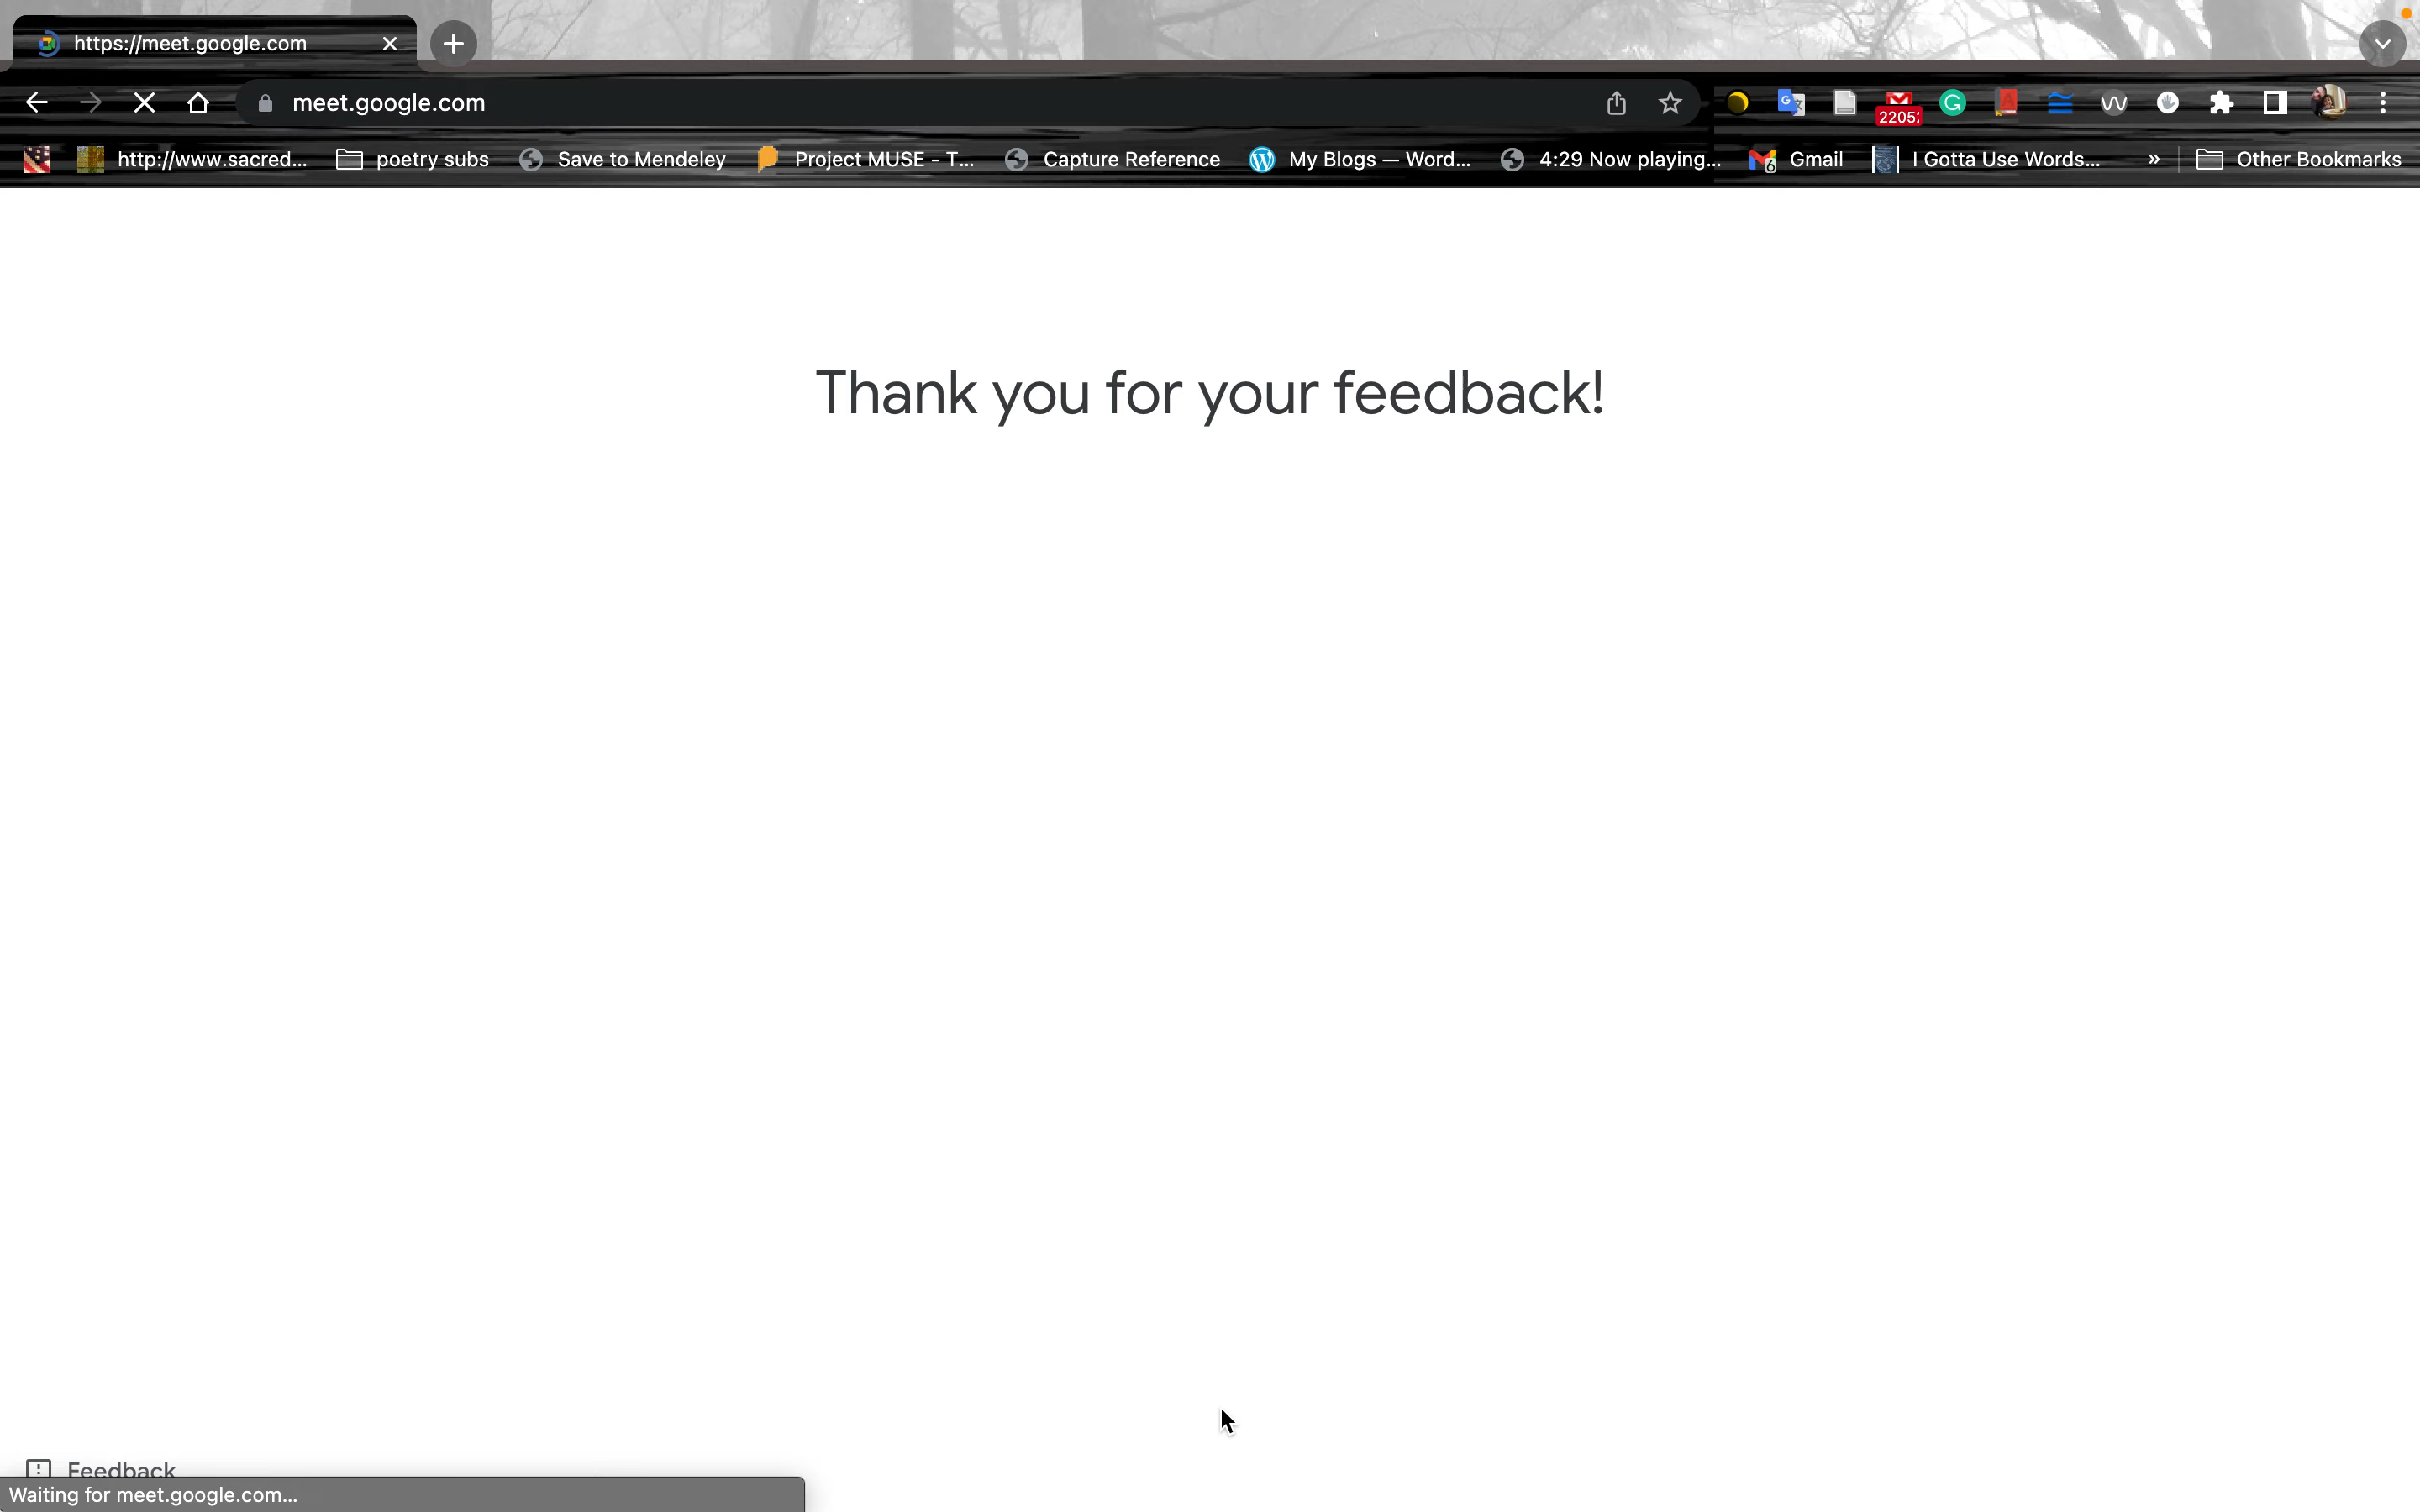 https://meet.google.com
meet.google.com
2205
http://www.sacred...
poetry subs
Save to Mendeley
Project MUSE - T...
Capture Reference
My Blogs — Word...
4:29 Now playing...
6
Gmail
I Gotta Use Words...
»
Other Bookmarks
Thank you for your feedback!
Feedback
Waiting for meet.google.com...